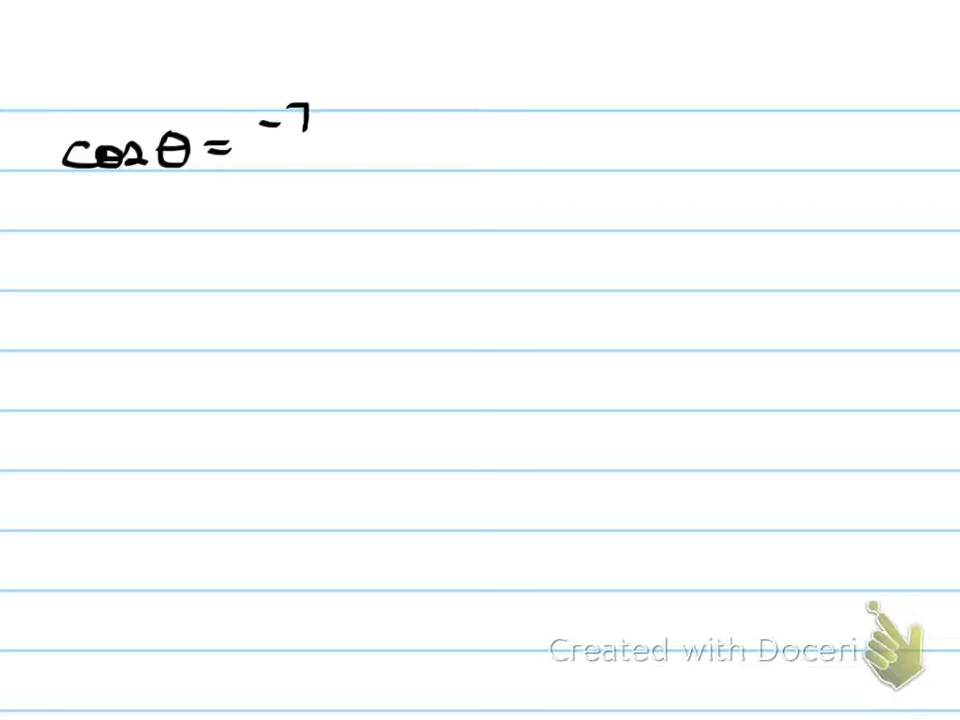 cos θ = -7
Created with Doceri